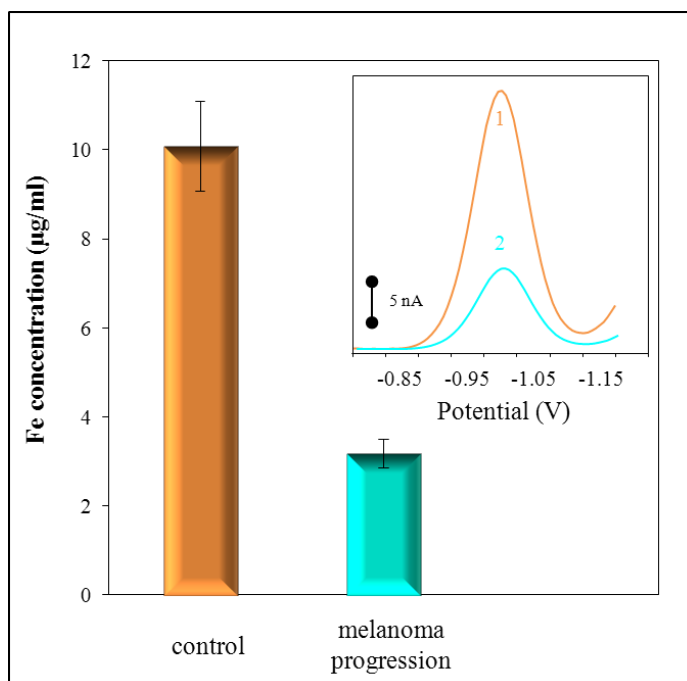 Fe concentration (µg/ml)
12
10
8
6
4
2
0
control
melanoma
progression
1
2
5 nA
-0.85
-0.95
-1.05
-1.15
Potential (V)